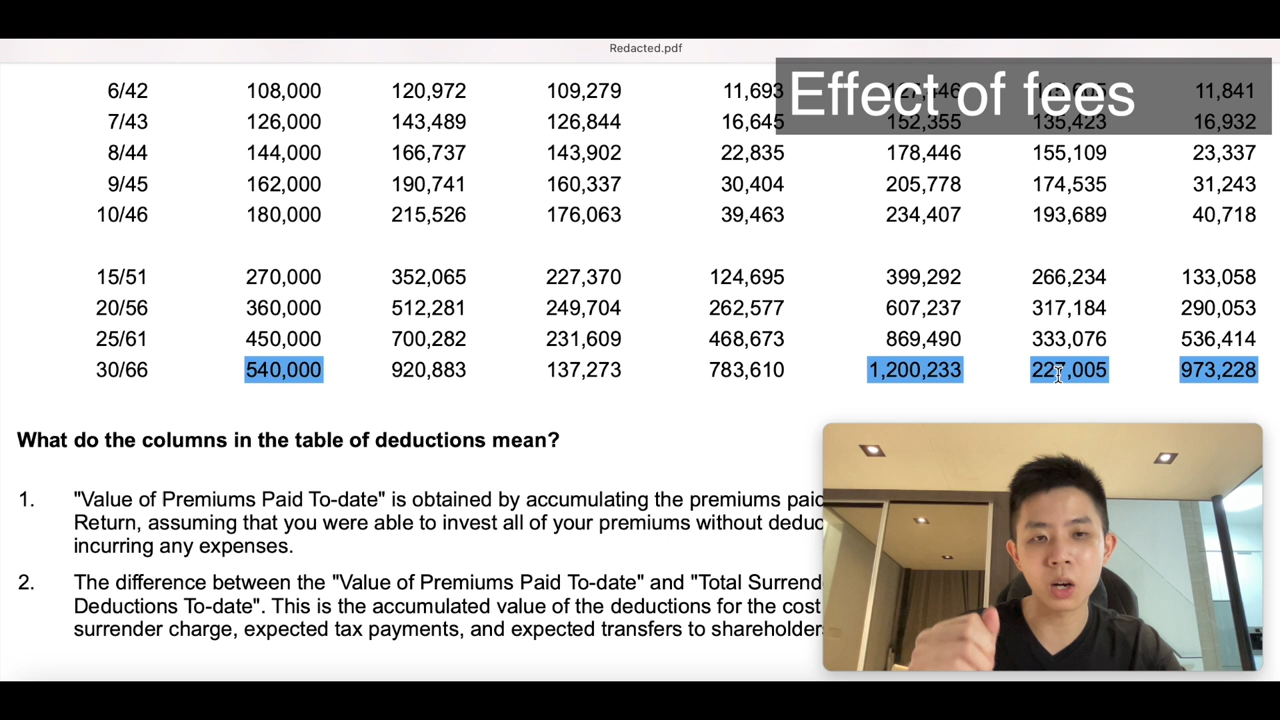 Redacted.pdf
Effect of fees
6/42 108,000 120,972 109,279 11,693 11,841
7/43 126,000 143,489 126,844 16,645 152,355 135,423 16,932
8/44 144,000 166,737 143,902 22,835 178,446 155,109 23,337
9/45 162,000 190,741 160,337 30,404 205,778 174,535 31,243
10/46 180,000 215,526 176,063 39,463 234,407 193,689 40,718
15/51 270,000 352,065 227,370 124,695 399,292 266,234 133,058
20/56 360,000 512,281 249,704 262,577 607,237 317,184 290,053
25/61 450,000 700,282 231,609 468,673 869,490 333,076 536,414
30/66 540,000 920,883 137,273 783,610 1,200,233 227,005 973,228
What do the columns in the table of deductions mean?
1. "Value of Premiums Paid To-date" is obtained by accumulating the premiums paid
Return, assuming that you were able to invest all of your premiums without deduc
incurring any expenses.
2. The difference between the "Value of Premiums Paid To-date" and "Total Surrend
Deductions To-date". This is the accumulated value of the deductions for the cost
surrender charge, expected tax payments, and expected transfers to shareholder